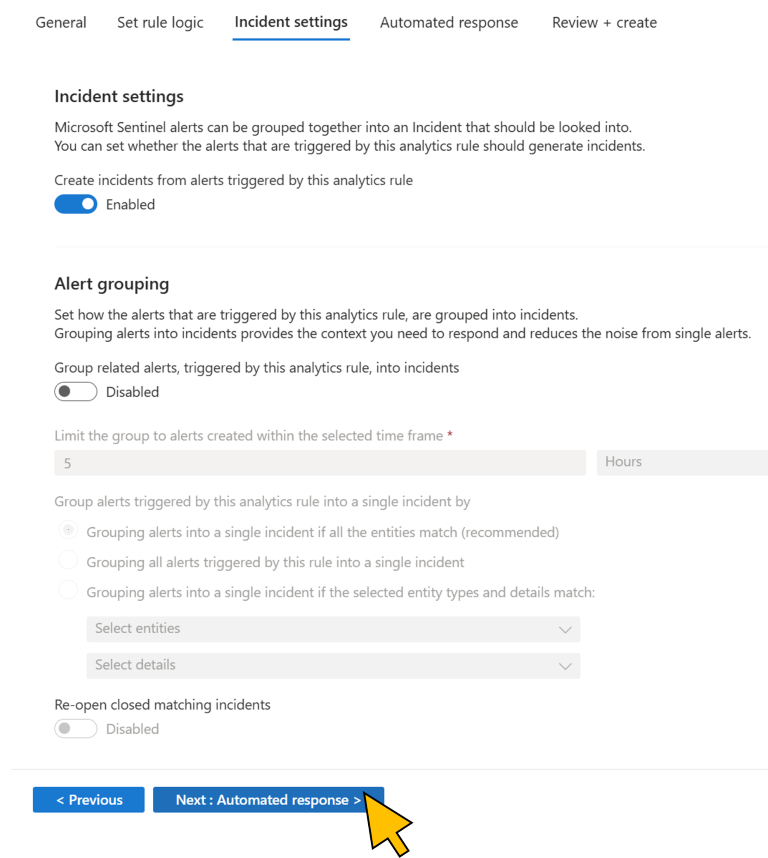 General Set rule logic Incident settings Automated response Review + create
Incident settings
Microsoft Sentinel alerts can be grouped together into an Incident that should be looked into.
You can set whether the alerts that are triggered by this analytics rule should generate incidents.
Create incidents from alerts triggered by this analytics rule
Enabled
Alert grouping
Set how the alerts that are triggered by this analytics rule, are grouped into incidents.
Grouping alerts into incidents provides the context you need to respond and reduces the noise from single alerts.
Group related alerts, triggered by this analytics rule, into incidents
Disabled
Limit the group to alerts created within the selected time frame *
5 Hours
Group alerts triggered by this analytics rule into a single incident by
Grouping alerts into a single incident if all the entities match (recommended)
Grouping all alerts triggered by this rule into a single incident
Grouping alerts into a single incident if the selected entity types and details match:
Select entities
Select details
Re-open closed matching incidents
Disabled
< Previous Next : Automated response >